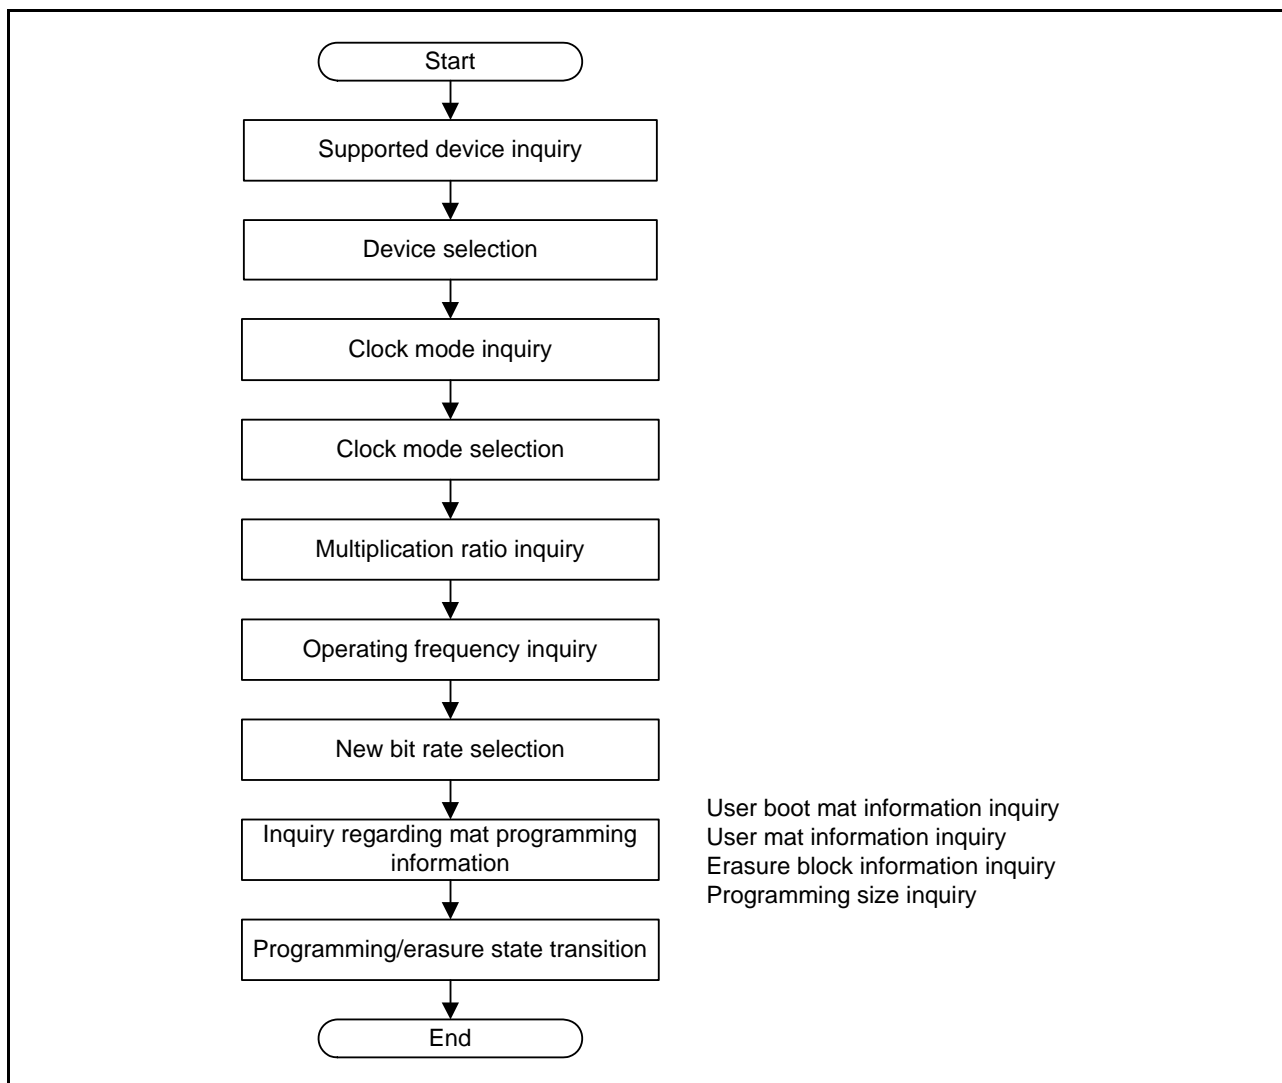 Start
Supported device inquiry
Device selection
Clock mode inquiry
Clock mode selection
Multiplication ratio inquiry
Operating frequency inquiry
New bit rate selection
Inquiry regarding mat programming
information
User boot mat information inquiry
User mat information inquiry
Erasure block information inquiry
Programming size inquiry
Programming/erasure state transition
End